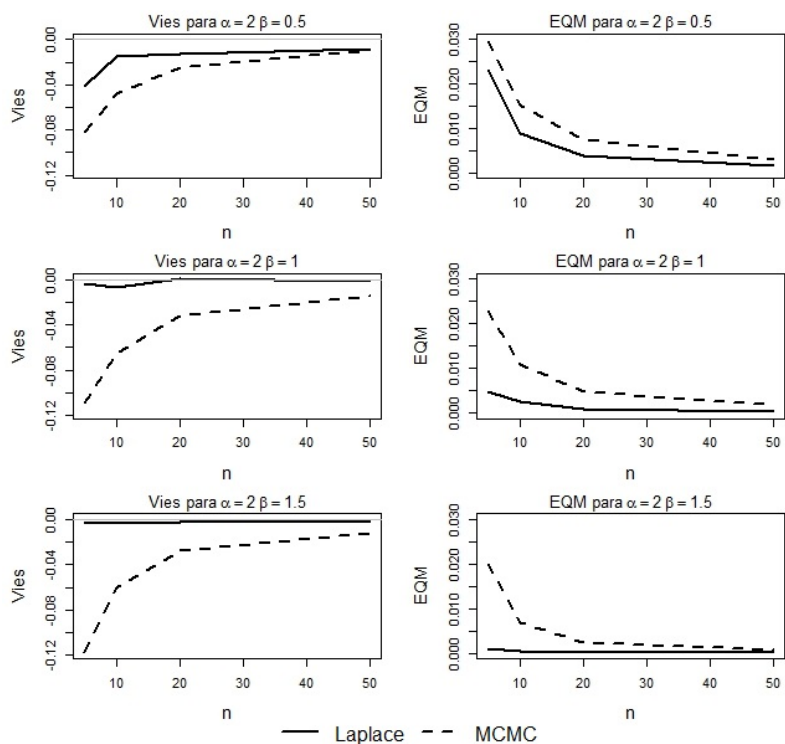 Vies para α = 2 β = 0.5
Vies
0.00
-0.04
-0.08
-0.12
10
20
30
40
50
n
EQM para α = 2 β = 0.5
EQM
0.030
0.020
0.010
0.000
10
20
30
40
50
n
Vies para α = 2 β = 1
Vies
0.00
-0.04
-0.08
-0.12
10
20
30
40
50
n
EQM para α = 2 β = 1
EQM
0.030
0.020
0.010
0.000
10
20
30
40
50
n
Vies para α = 2 β = 1.5
Vies
0.00
-0.04
-0.08
-0.12
10
20
30
40
50
n
EQM para α = 2 β = 1.5
EQM
0.030
0.020
0.010
0.000
10
20
30
40
50
n
Laplace
MCMC